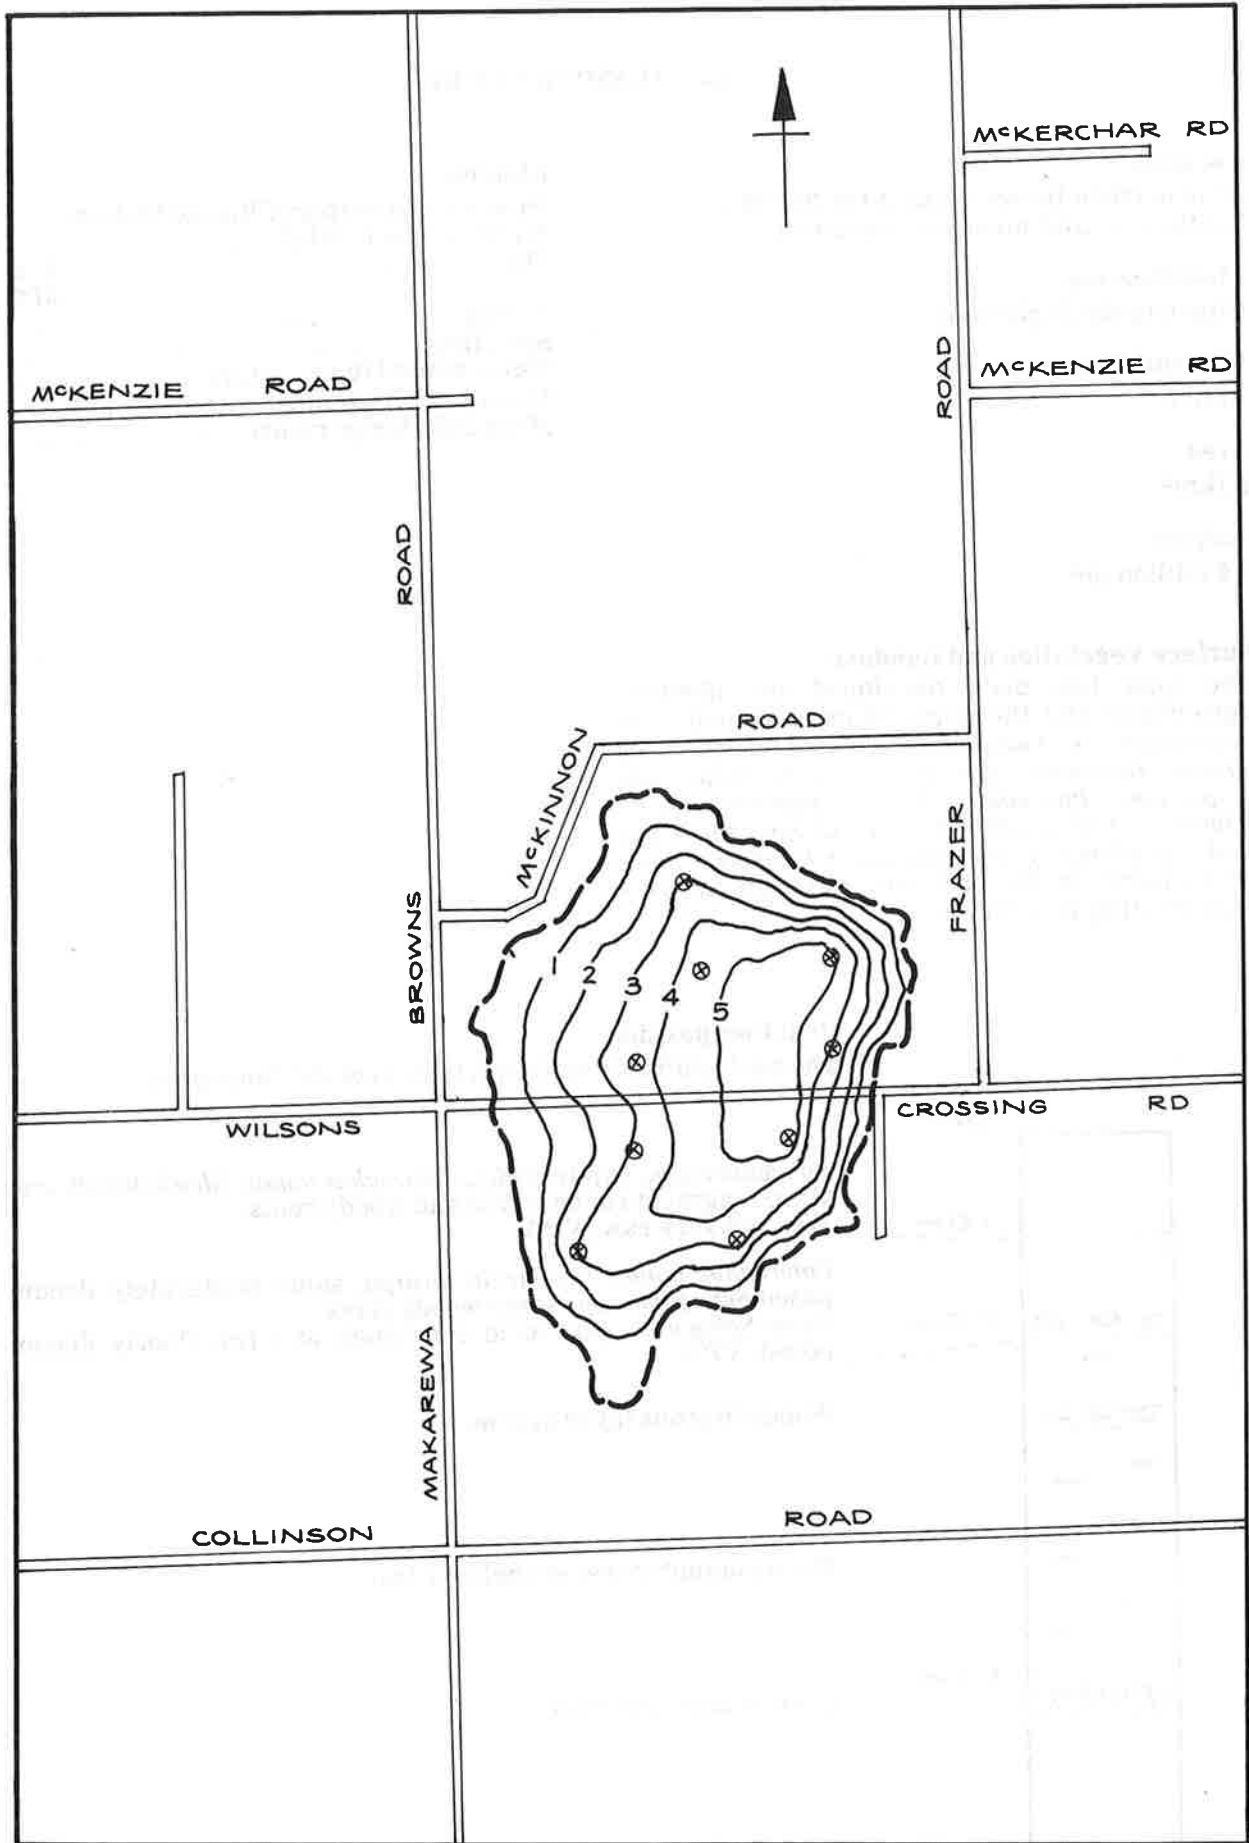 McKERCHAR RD
McKENZIE ROAD
ROAD
McKENZIE RD
ROAD
ROAD
McKINNON
FRAZER
BROWNS
1
2
3
4
5
WILSONS
CROSSING RD
MAKAREWA
COLLINSON
ROAD